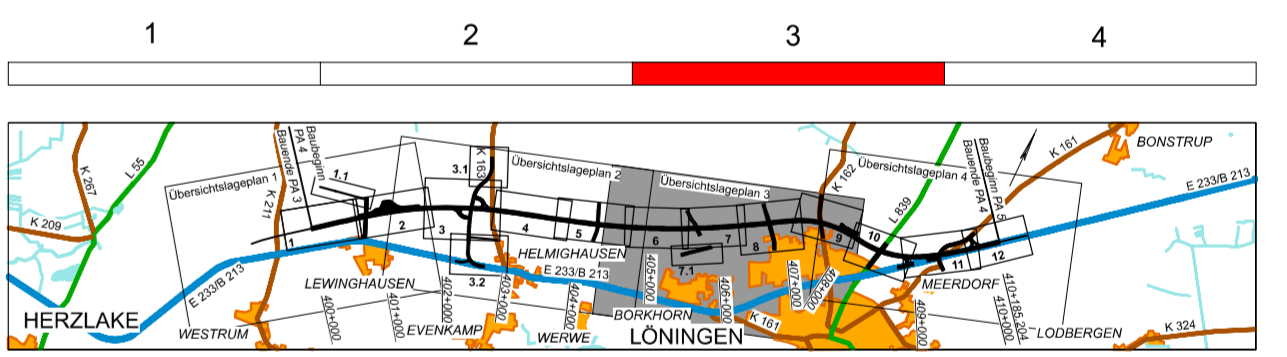 1
2
3
4
K 267
L 55
K 209
HERZLAKE
E 233/B 213
WESTRUM
K 211
Übersichtslageplan 1
Bauende PA 3
Baubeginn
PA 4
1.1
1
2
LEWINGHAUSEN
400+000
401+000
3
3.1
K 163
3.2
402+000
EVENKAMP
403+000
Übersichtslageplan 2
4
5
HELMIGHAUSEN
E 233/B 213
404+000
WERWE
Übersichtslageplan 3
6
7
7.1
8
405+000
BORKHORN
406+000
LÖNINGEN
K 161
407+000
408+000
K 162
9
Übersichtslageplan 4
10
L 839
11
12
Bauende PA 4
Baubeginn PA 5
MEERDORF
409+000
410+000
410+185.204
LODBERGEN
K 161
BONSTRUP
E 233/B 213
K 324